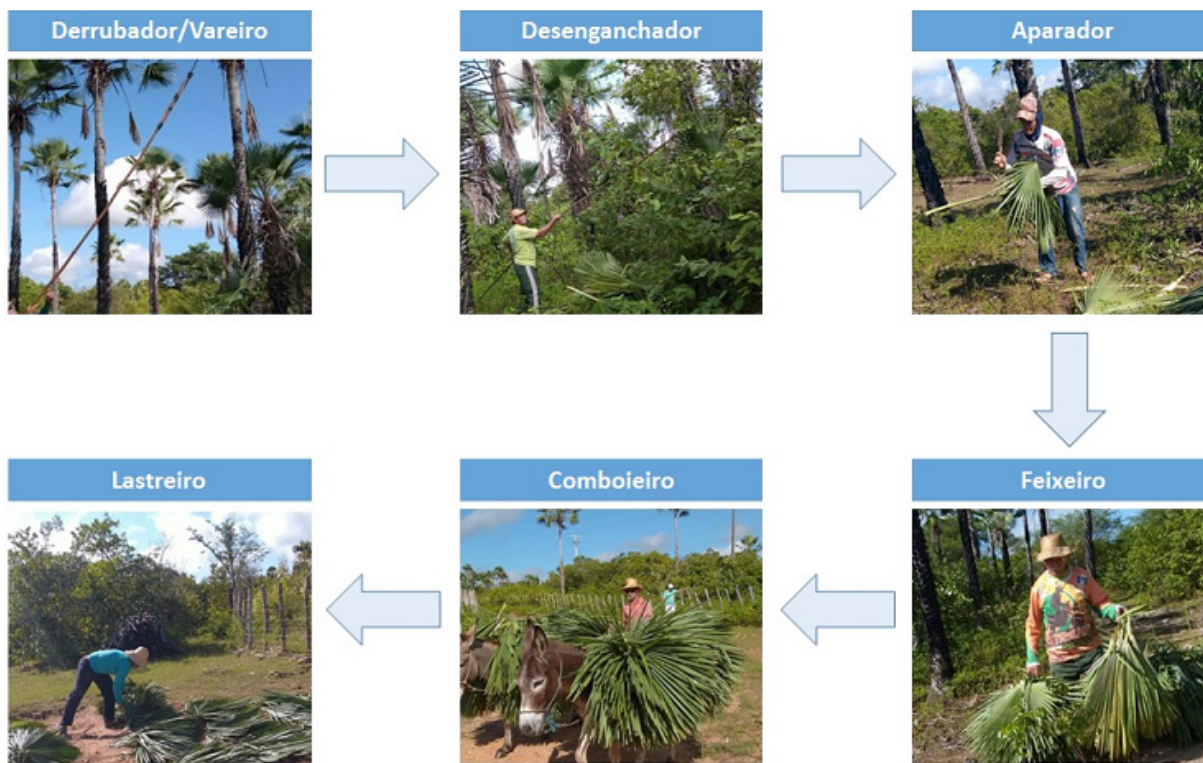 Derrubador/Vareiro
Desenganchador
Aparador
Feixeiro
Comboieiro
Lastreiro